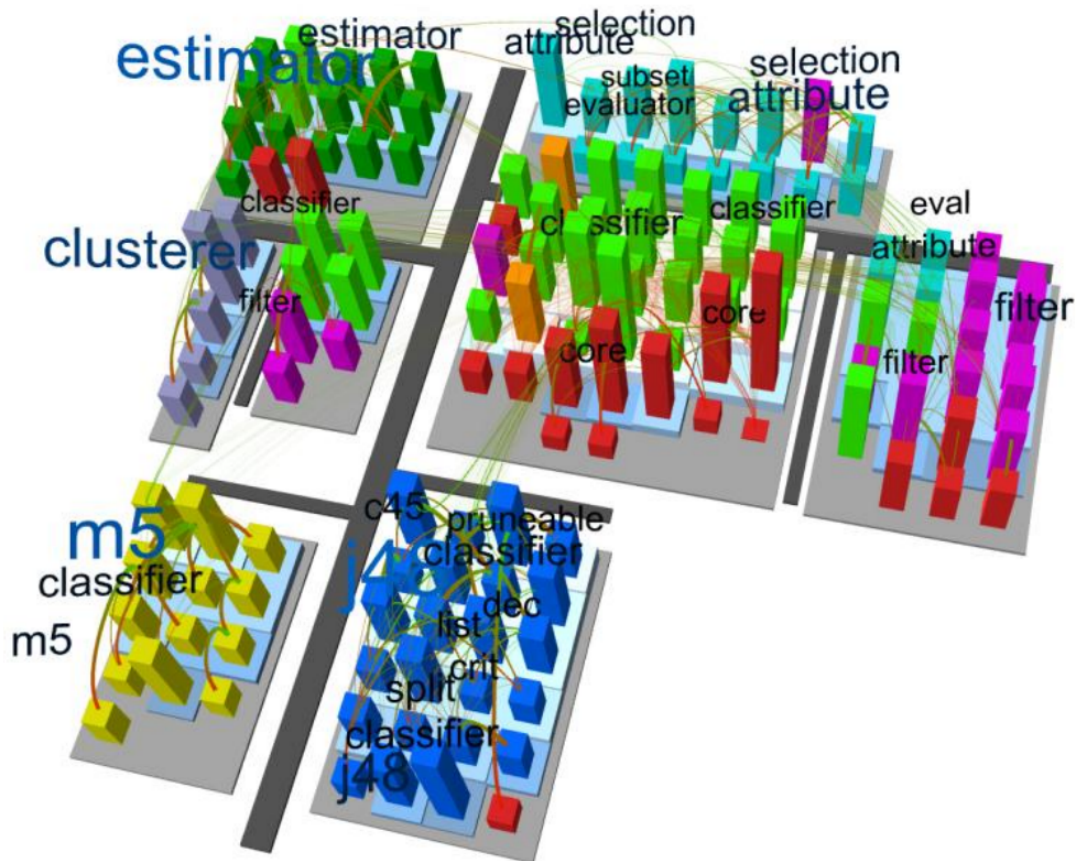 estimator
estimator
selection
attribute
subset
evaluator
selection
attribute
classifier
classifier
classifier
eval
attribute
clusterer
filter
core
core
filter
filter
c45
pruneable
classifier
j48
m5
classifier
m5
dec
list
crit
split
classifier
j48